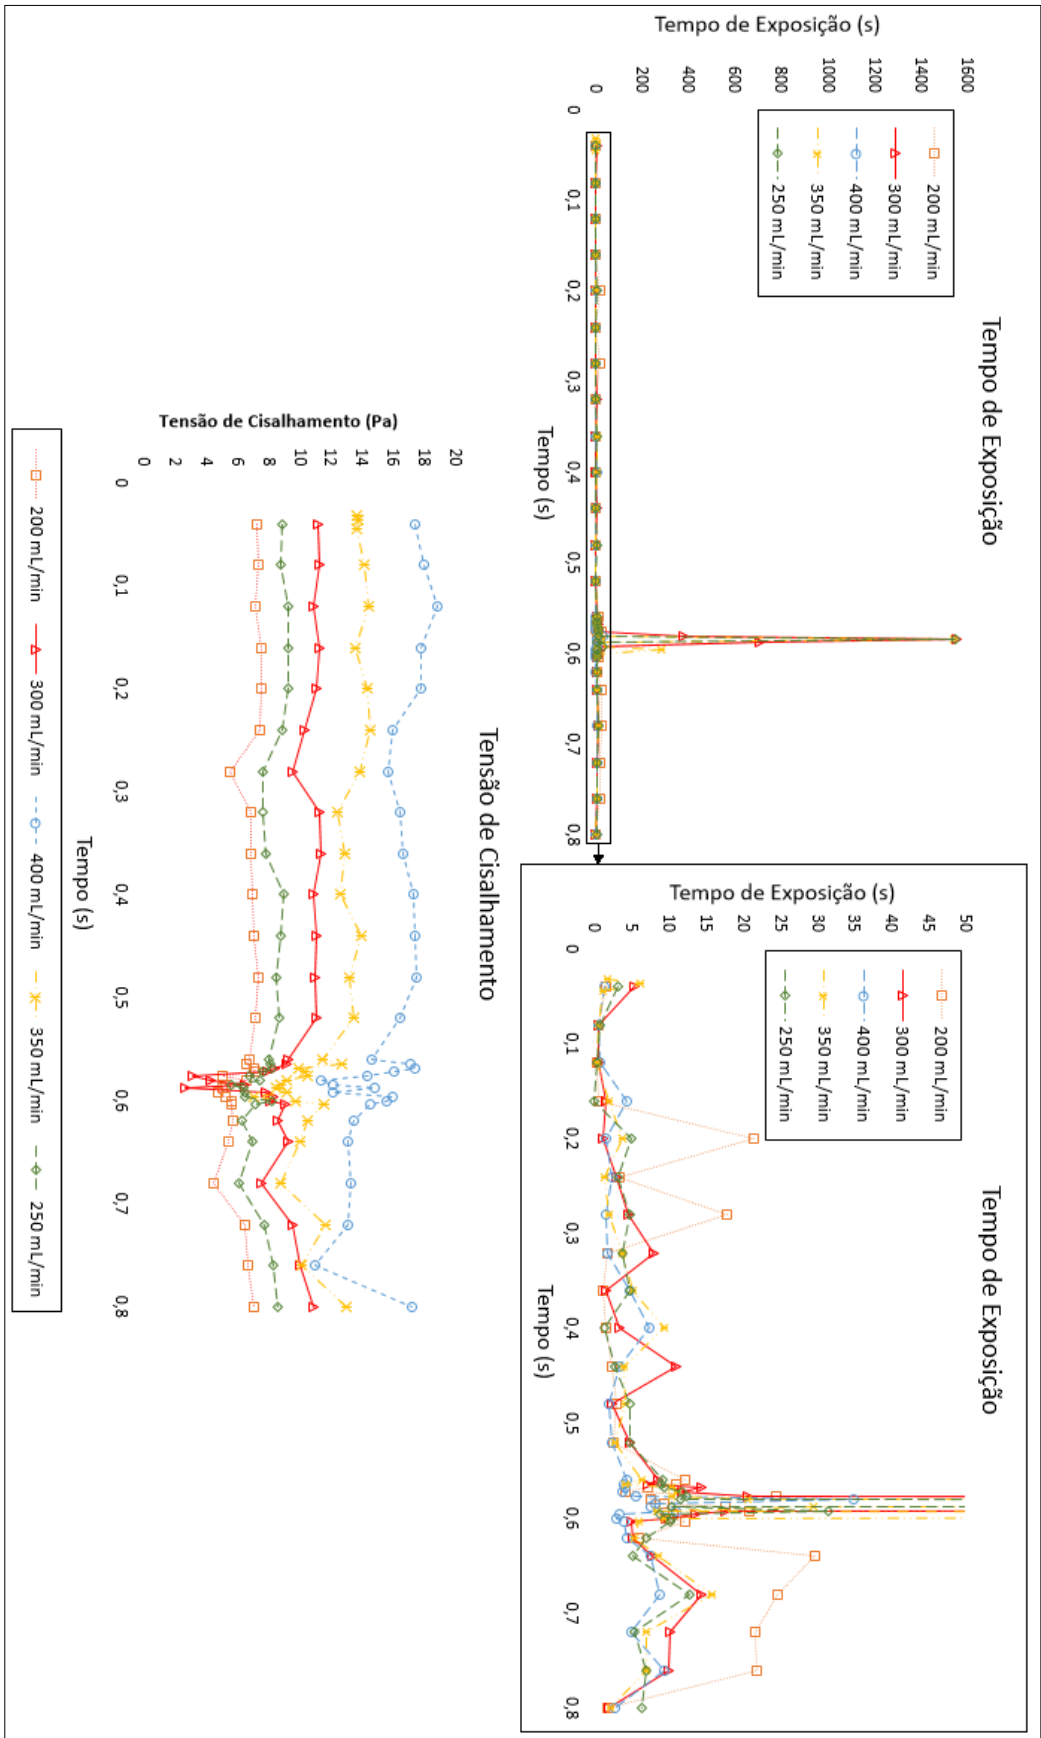 Tempo de Exposição
Tempo de Exposição (s)
1600
1400
1200
1000
800
600
400
200
0
0
0,1
0,2
0,3
0,4
0,5
0,6
0,7
0,8
Tempo (s)
200 mL/min
300 mL/min
400 mL/min
350 mL/min
250 mL/min
Tempo de Exposição
Tempo de Exposição (s)
50
45
40
35
30
25
20
15
10
5
0
0
0,1
0,2
0,3
0,4
0,5
0,6
0,7
0,8
Tempo (s)
200 mL/min
300 mL/min
400 mL/min
350 mL/min
250 mL/min
Tensão de Cisalhamento
Tensão de Cisalhamento (Pa)
20
18
16
14
12
10
8
6
4
2
0
0
0,1
0,2
0,3
0,4
0,5
0,6
0,7
0,8
Tempo (s)
200 mL/min 300 mL/min 400 mL/min 350 mL/min 250 mL/min